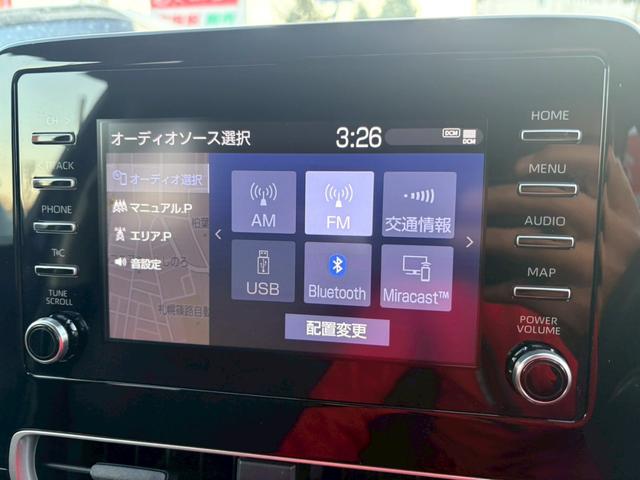 オーディオソース選択
3:26
DCM
DCM
オーディオ選択
マニュアル.P
エリア.P
音設定
AM
FM
交通情報
USB
Bluetooth
Miracast™
配置変更
TRACK
PHONE
TUNE
SCROLL
HOME
MENU
AUDIO
MAP
POWER
VOLUME